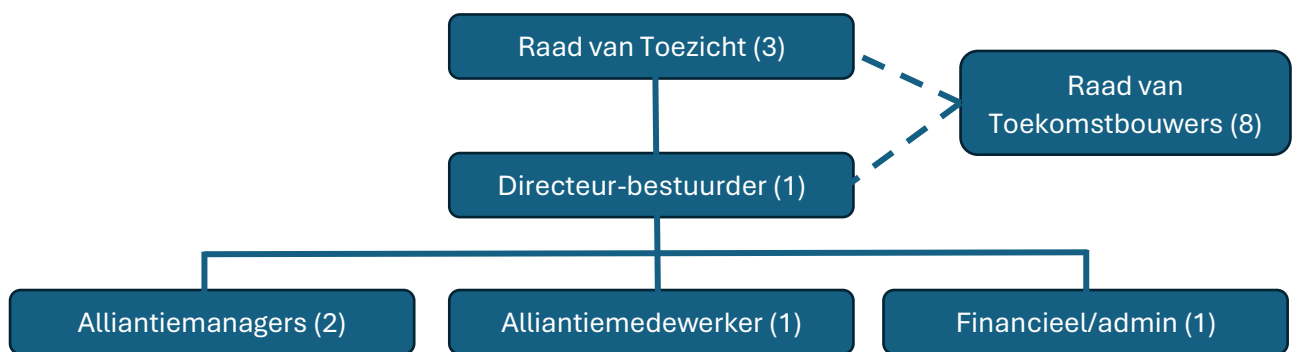 Raad van Toezicht (3)
Raad van
Toekomstbouwers (8)
Directeur-bestuurder (1)
Alliantiemanagers (2)
Alliantiemedewerker (1)
Financieel/admin (1)